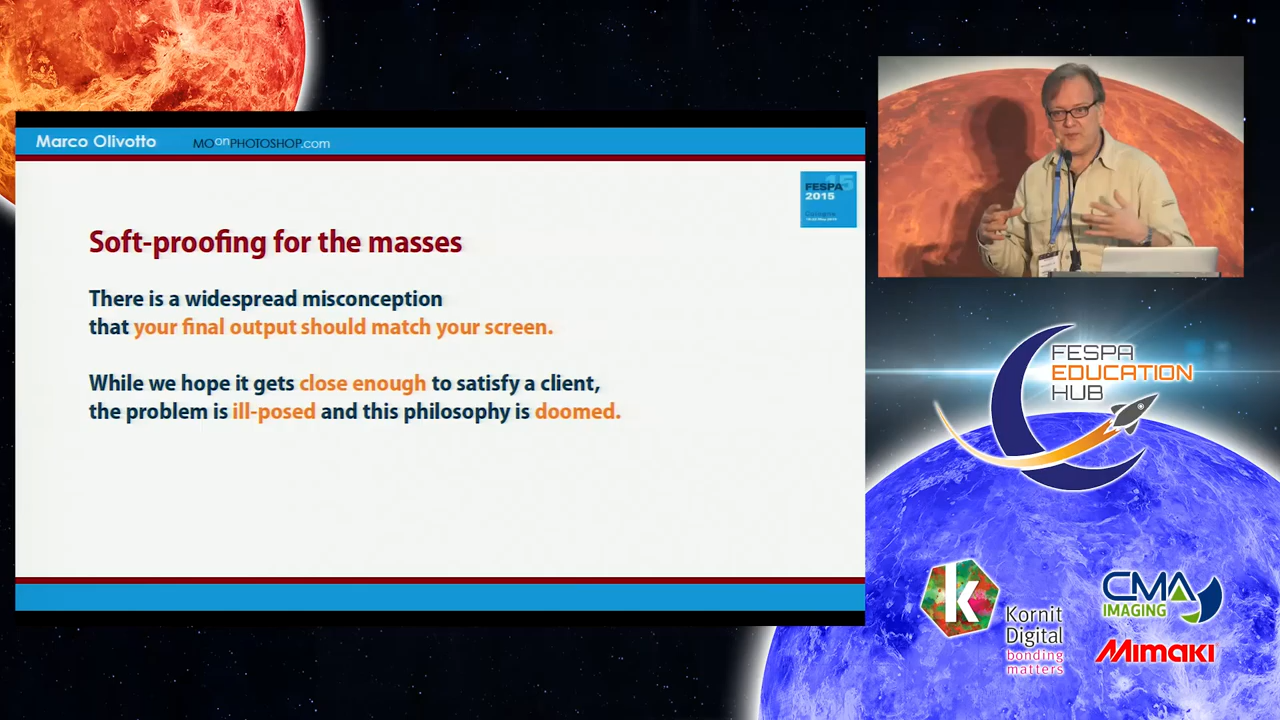 Marco Olivotto
MOonPHOTOSHOP.com
15
FESPA
2015
Soft-proofing for the masses
There is a widespread misconception
that your final output should match your screen.
While we hope it gets close enough to satisfy a client,
the problem is ill-posed and this philosophy is doomed.
FESPA
EDUCATION
HUB
k
Kornit
Digital
bonding
matters
CMA
IMAGING
Mimaki